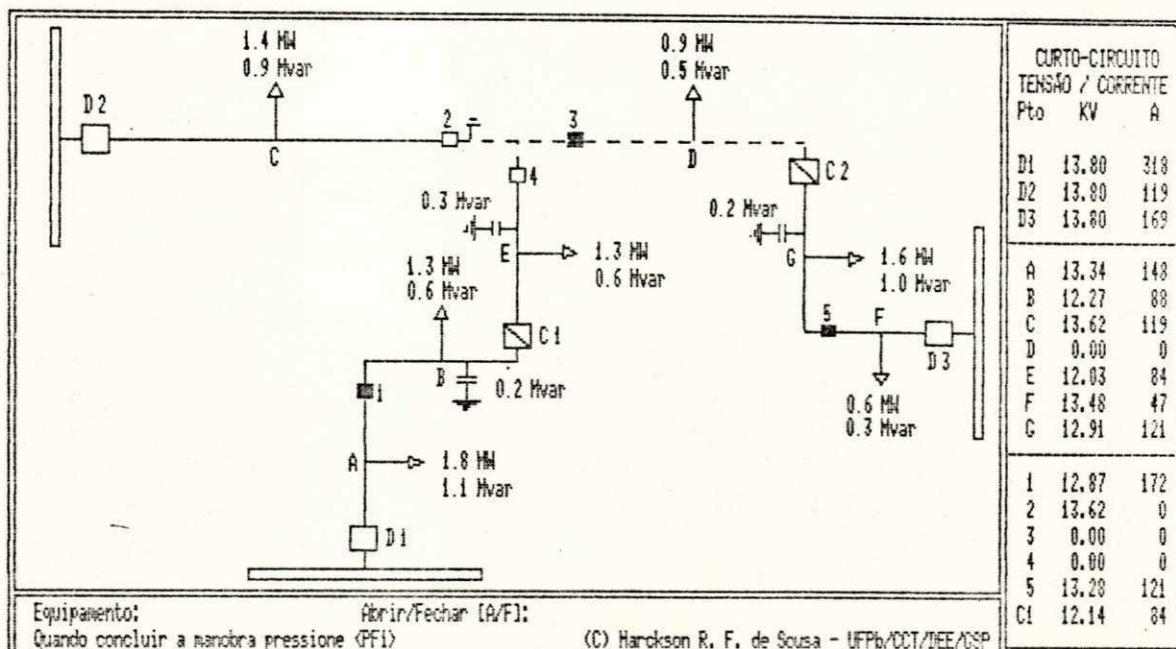 1.4 MW
0.9 Mvar
0.9 MW
0.5 Mvar
D2
2
3
C
D
4
C2
0.3 Mvar
0.2 Mvar
E
1.3 MW
0.6 Mvar
G
1.6 MW
1.0 Mvar
1.3 MW
0.6 Mvar
C1
5
F
D3
B
0.2 Mvar
1
0.6 MW
0.3 Mvar
A
1.8 MW
1.1 Mvar
D1
CURTO-CIRCUITO
TENSÃO / CORRENTE
Pto KV A
D1 13.80 318
D2 13.80 119
D3 13.80 169
A 13.34 148
B 12.27 88
C 13.62 119
D 0.00 0
E 12.03 84
F 13.48 47
G 12.91 121
1 12.87 172
2 13.62 0
3 0.00 0
4 0.00 0
5 13.28 121
C1 12.14 84
Equipamento: Abrir/Fechar [A/F]:
Quando concluir a manobra pressione <PF1> (C) Harckson R. F. de Sousa - UFPb/CCT/DEE/GSP